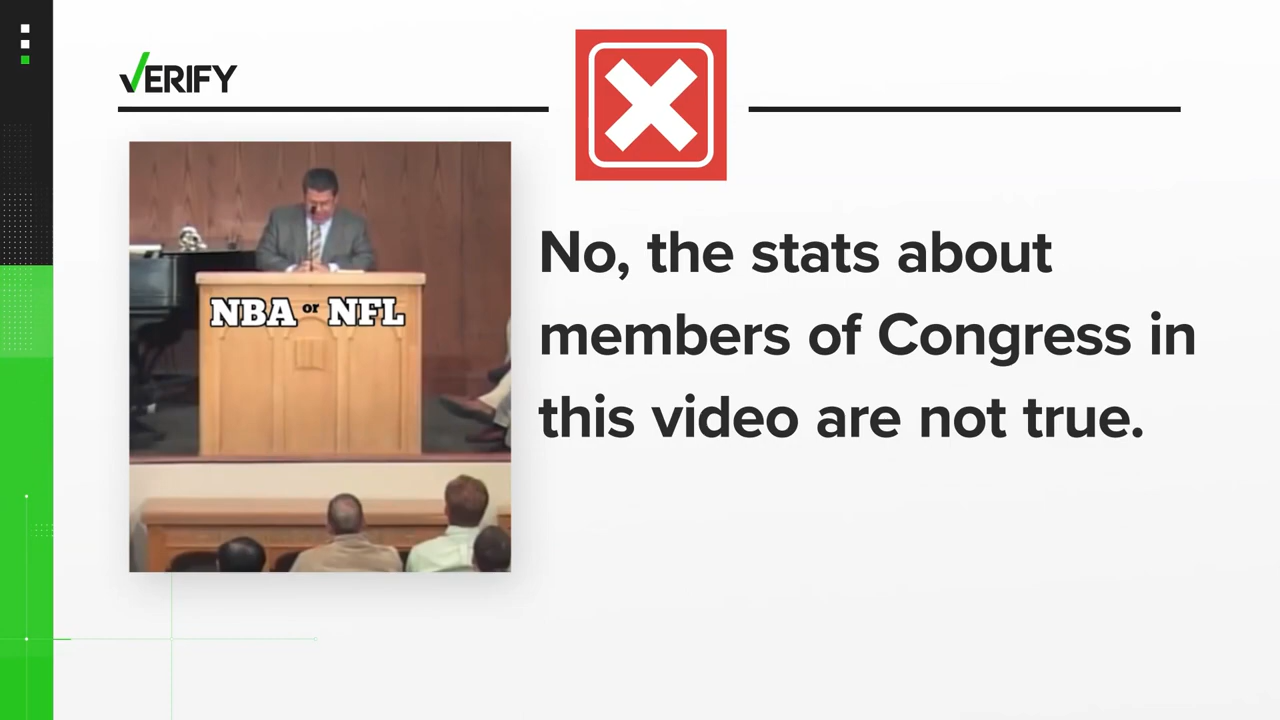 VERIFY
NBA or NFL
No, the stats about
members of Congress in
this video are not true.